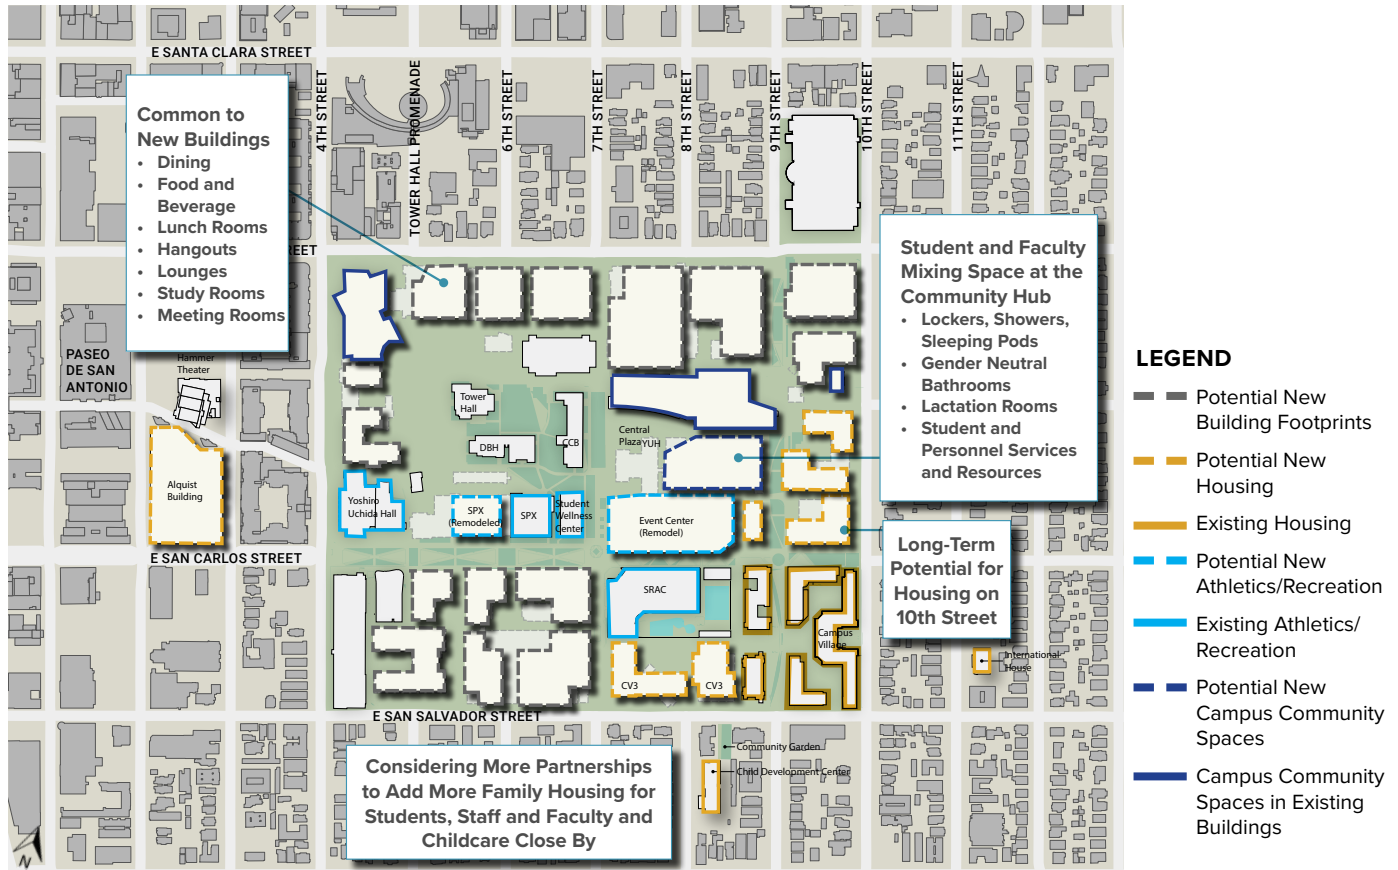 E SANTA CLARA STREET
4TH STREET
TOWER HALL PROMENADE
6TH STREET
7TH STREET
8TH STREET
9TH STREET
10TH STREET
11TH STREET
Common to
New Buildings
• Dining
• Food and
Beverage
• Lunch Rooms
• Hangouts
• Lounges
• Study Rooms
• Meeting Rooms
REET
Student and Faculty
Mixing Space at the
Community Hub
• Lockers, Showers,
Sleeping Pods
• Gender Neutral
Bathrooms
• Lactation Rooms
• Student and
Personnel Services
and Resources
PASEO
DE SAN
ANTONIO
Hammer
Theater
Tower
Hall
DBH
CCB
Central
Plaza
YUH
Alquist
Building
Yoshiro
Uchida Hall
SPX
(Remodeled)
SPX
Student
Wellness
Center
Event Center
(Remodel)
Long-Term
Potential for
Housing on
10th Street
E SAN CARLOS STREET
SRAC
Campus
Village
International
House
CV3
CV3
E SAN SALVADOR STREET
Community Garden
Child Development Center
Considering More Partnerships
to Add More Family Housing for
Students, Staff and Faculty and
Childcare Close By
N
LEGEND
Potential New
Building Footprints
Potential New
Housing
Existing Housing
Potential New
Athletics/Recreation
Existing Athletics/
Recreation
Potential New
Campus Community
Spaces
Campus Community
Spaces in Existing
Buildings